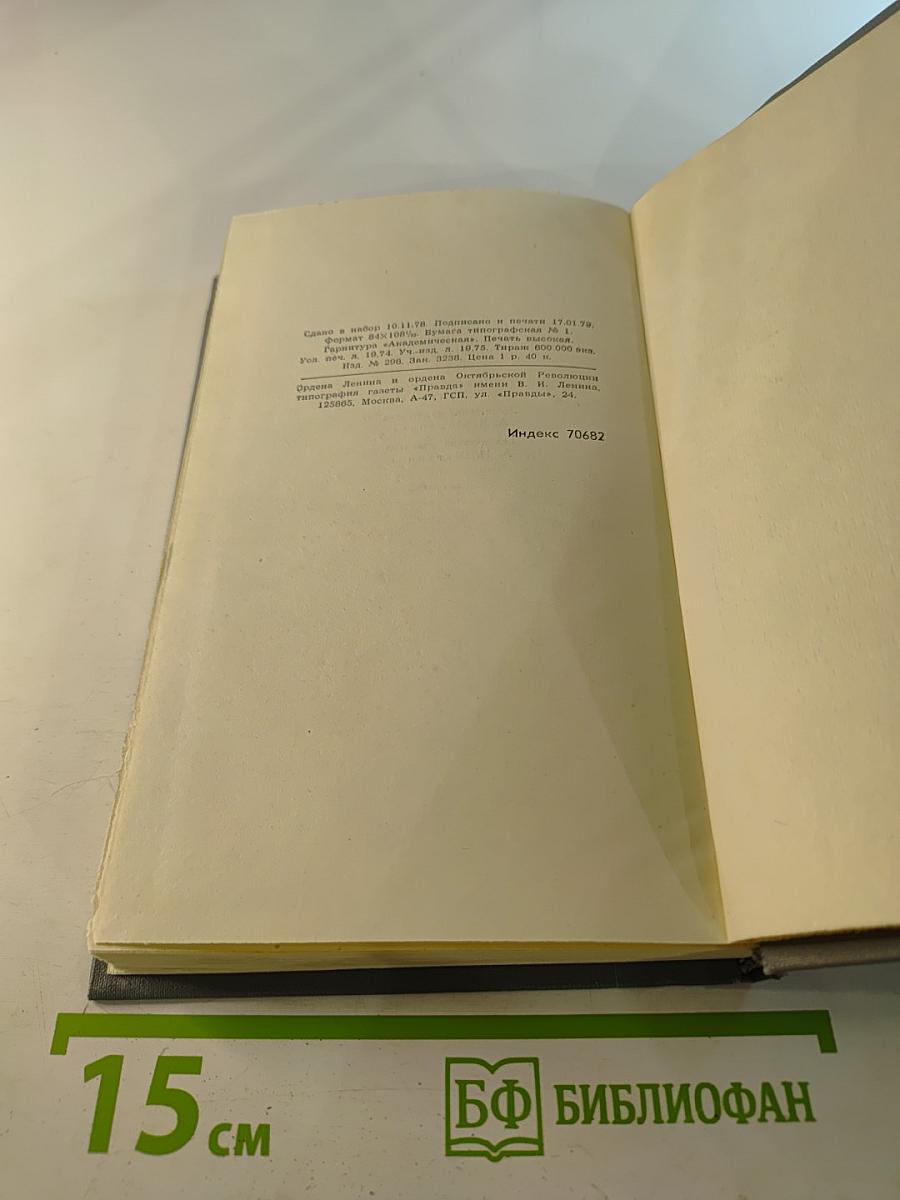 Сдано в набор 10.11.78. Подписано к печати 17.01.79.
Формат 84×108¹/₃₂. Бумага типографская № 1.
Гарнитура «Академическая». Печать высокая.
Усл. печ. л. 19,74. Уч.-изд. л. 19,75. Тираж 600 000 экз.
Изд. № 296. Зак. 3238. Цена 1 р. 40 к.
Ордена Ленина и ордена Октябрьской Революции
типография газеты «Правда» имени В. И. Ленина,
125865, Москва, А-47, ГСП, ул. «Правды», 24.
Индекс 70682
15 см
БФ БИБЛИОФАН